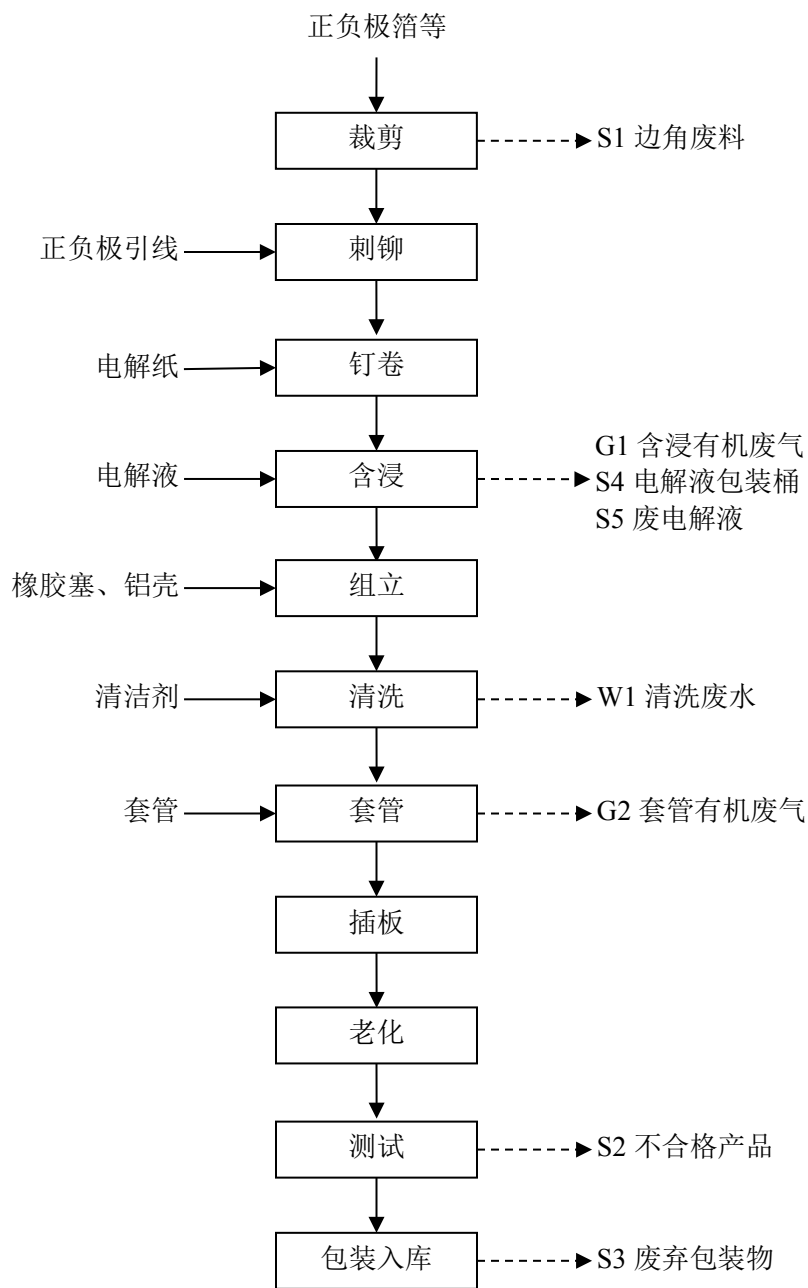 正负极箔等
裁剪
S1 边角废料
正负极引线
刺铆
电解纸
钉卷
电解液
含浸
G1 含浸有机废气
S4 电解液包装桶
S5 废电解液
橡胶塞、铝壳
组立
清洁剂
清洗
W1 清洗废水
套管
套管
G2 套管有机废气
插板
老化
测试
S2 不合格产品
包装入库
S3 废弃包装物